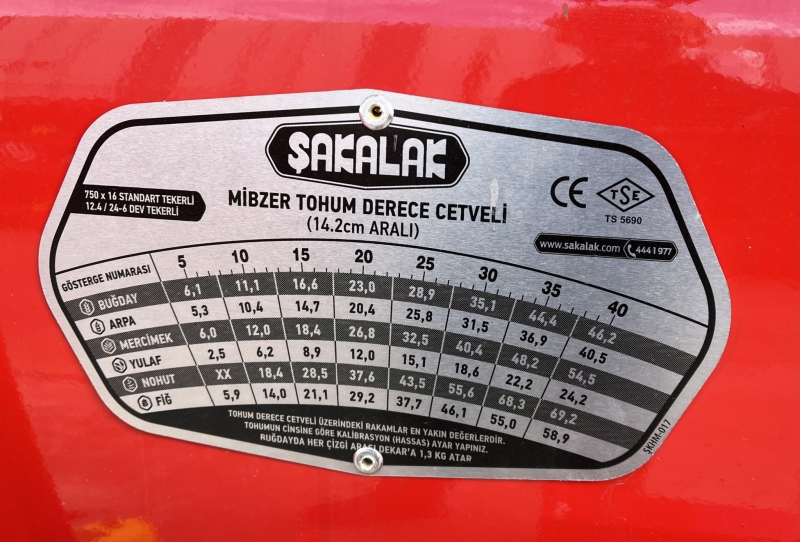 ŞAKALAK
750 x 16 STANDART TEKERLİ
12.4 / 24-6 DEV TEKERLİ
MİBZER TOHUM DERECE CETVELİ
(14.2cm ARALI)
CE
TSE
TS 5690
www.sakalak.com 444 1 977
GÖSTERGE NUMARASI 5 10 15 20 25 30 35 40
BUĞDAY 6,1 11,1 16,6 23,0 28,9 35,1 44,4 46,2
ARPA 5,3 10,4 14,7 20,4 25,8 31,5 36,9 40,5
MERCİMEK 6,0 12,0 18,4 26,8 32,5 40,4 48,2 54,5
YULAF 2,5 6,2 8,9 12,0 15,1 18,6 22,2 24,2
NOHUT XX 18,4 28,5 37,6 43,5 55,6 68,3 69,2
FİĞ 5,9 14,0 21,1 29,2 37,7 46,1 55,0 58,9
TOHUM DERECE CETVELİ ÜZERİNDEKİ RAKAMLAR EN YAKIN DEĞERLERDİR.
TOHUMUN CİNSİNE GÖRE KALİBRASYON (HASSAS) AYAR YAPINIZ.
BUĞDAYDA HER ÇİZGİ ARASI DEKAR'A 1,3 KG ATAR
ŞKHM-017